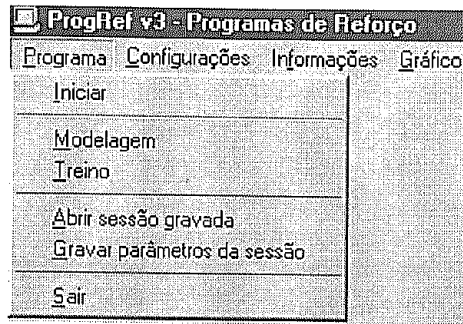 ProgRef v3 - Programas de Reforço
Programa Configurações Informações Gráfico
Iniciar
Modelagem
Treino
Abrir sessão gravada
Gravar parâmetros da sessão
Sair